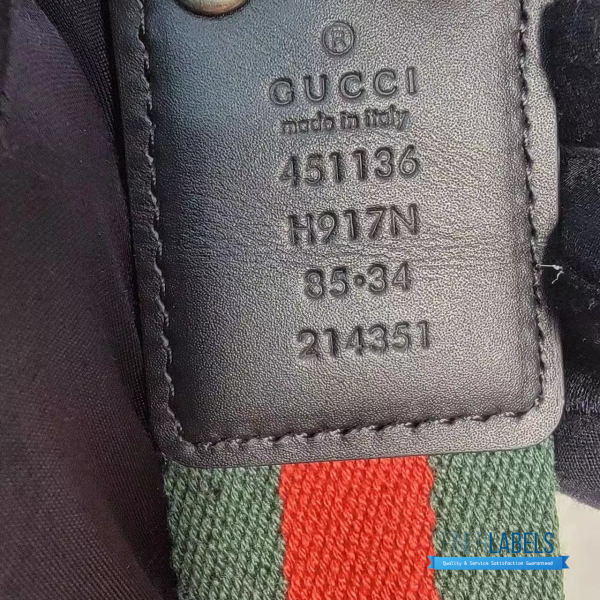 ®
GUCCI
made in italy
451136
H917N
85•34
214351
LABELS
Quality & Service Satisfaction Guaranteed